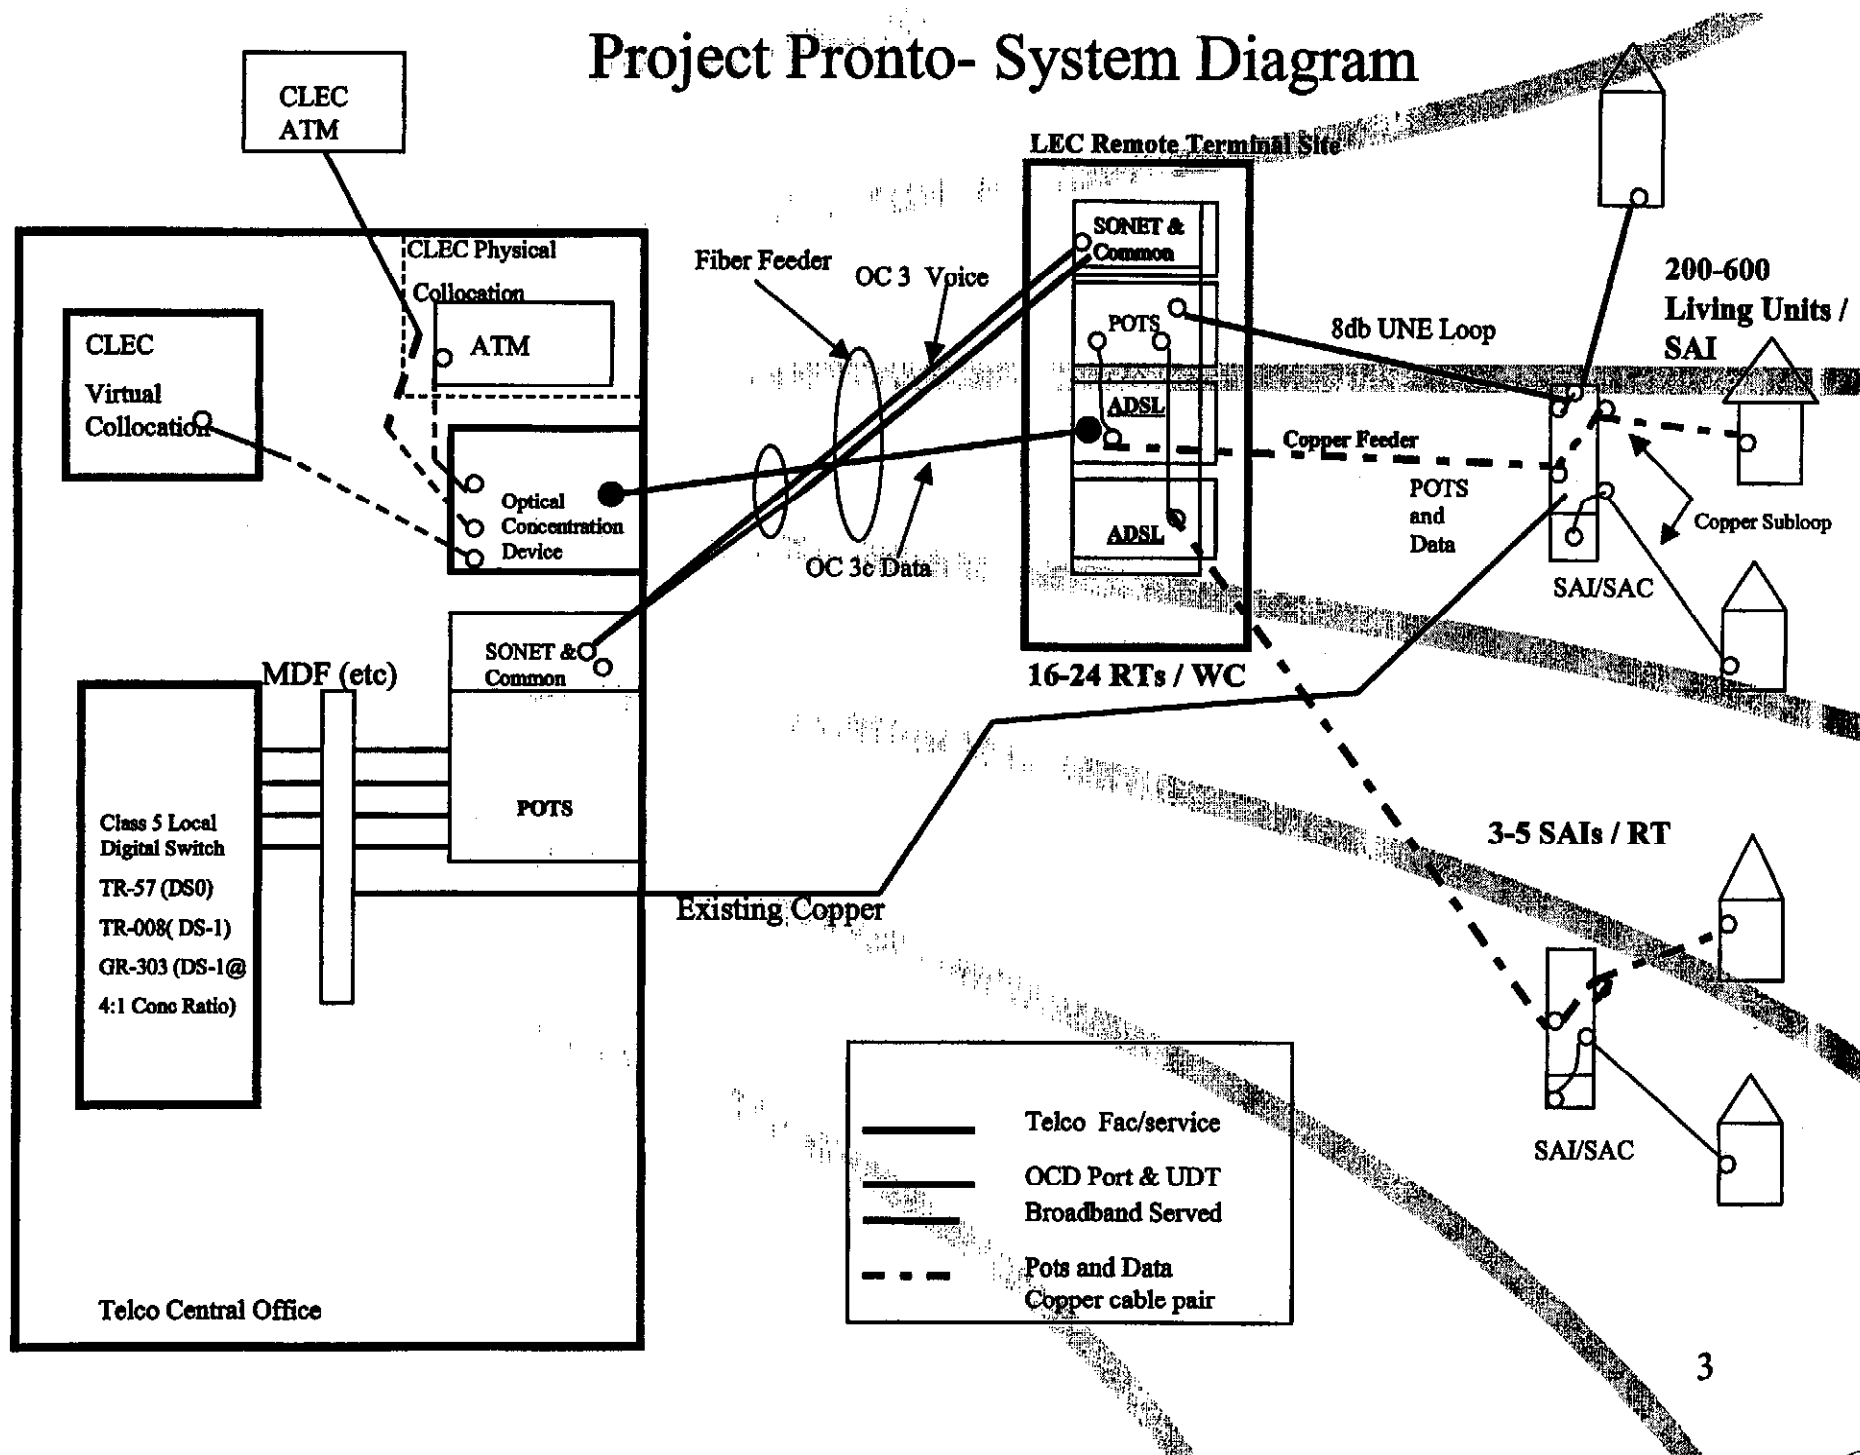 Project Pronto- System Diagram
CLEC
ATM
LEC Remote Terminal Site
CLEC Physical
Collocation
ATM
CLEC
Virtual
Collocation
Optical
Concentration
Device
Fiber Feeder
OC 3 Voice
OC 3c Data
SONET &
Common
POTS
ADSL
ADSL
16-24 RTs / WC
8db UNE Loop
Copper Feeder
POTS
and
Data
200-600
Living Units /
SAI
Copper Subloop
SAI/SAC
SONET &
Common
POTS
MDF (etc)
Class 5 Local
Digital Switch
TR-57 (DS0)
TR-008( DS-1)
GR-303 (DS-1@
4:1 Conc Ratio)
Existing Copper
3-5 SAIs / RT
SAI/SAC
Telco Fac/service
OCD Port & UDT
Broadband Served
Pots and Data
Copper cable pair
Telco Central Office
3